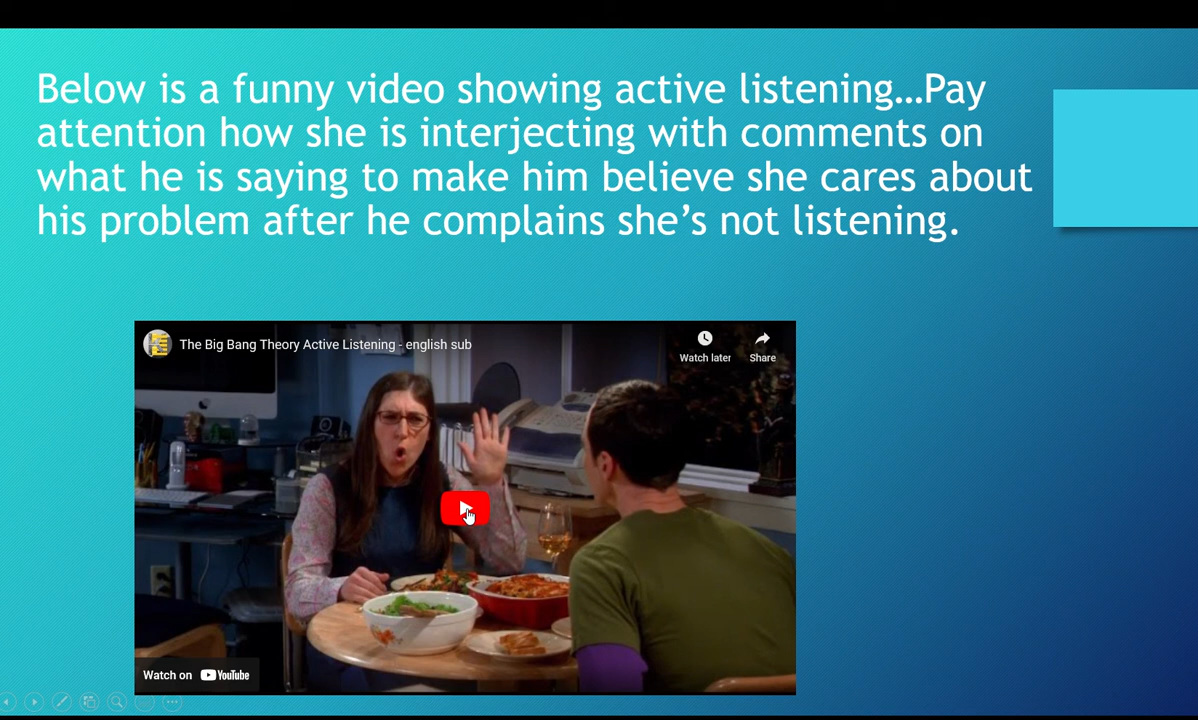 Below is a funny video showing active listening...Pay
attention how she is interjecting with comments on
what he is saying to make him believe she cares about
his problem after he complains she’s not listening.
The Big Bang Theory Active Listening - english sub
Watch later
Share
Watch on YouTube